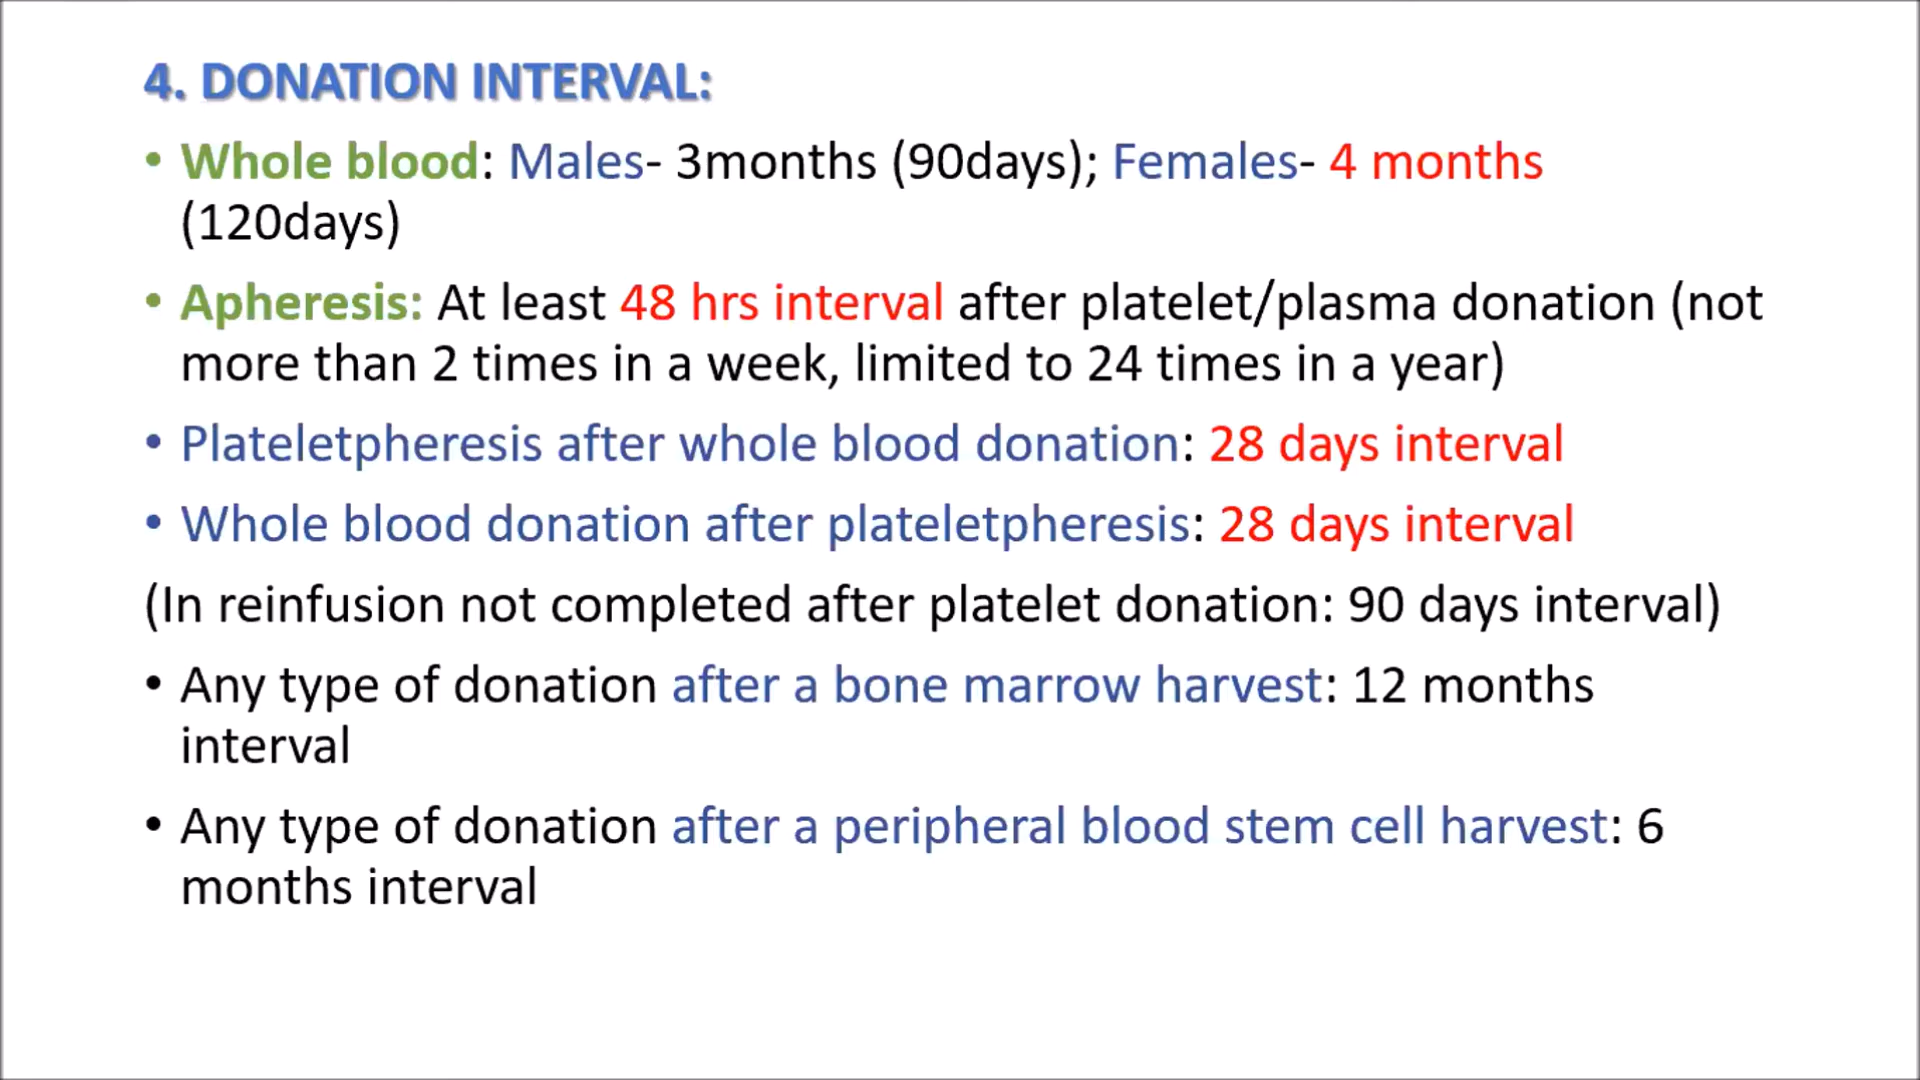 4. DONATION INTERVAL:
• Whole blood: Males- 3months (90days); Females- 4 months
(120days)
• Apheresis: At least 48 hrs interval after platelet/plasma donation (not
more than 2 times in a week, limited to 24 times in a year)
• Plateletpheresis after whole blood donation: 28 days interval
• Whole blood donation after plateletpheresis: 28 days interval
(In reinfusion not completed after platelet donation: 90 days interval)
• Any type of donation after a bone marrow harvest: 12 months
interval
• Any type of donation after a peripheral blood stem cell harvest: 6
months interval